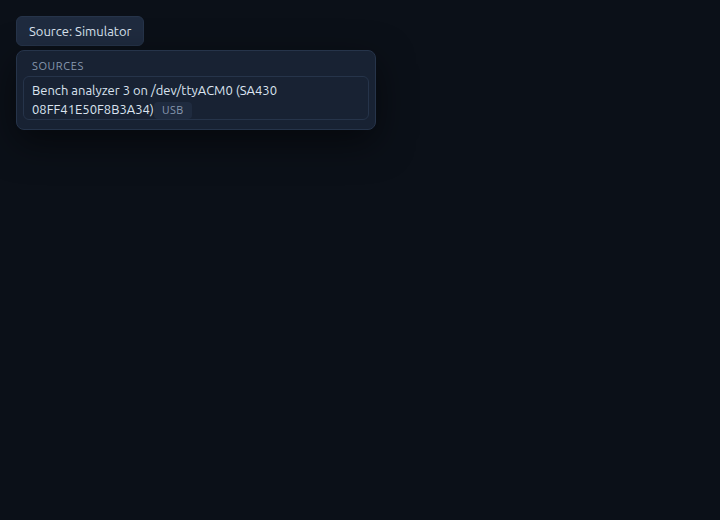 Source: Simulator
SOURCES
Bench analyzer 3 on /dev/ttyACM0 (SA430
08FF41E50F8B3A34) USB